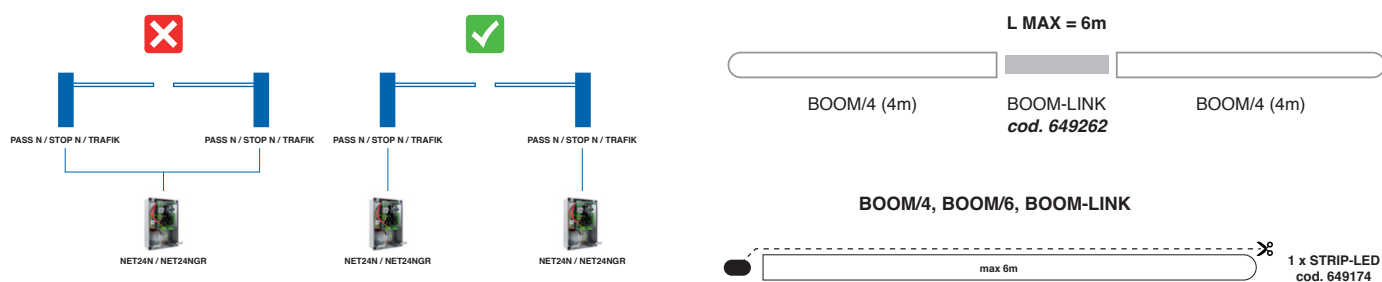 L MAX = 6m
BOOM/4 (4m)
BOOM-LINK
cod. 649262
BOOM/4 (4m)
PASS N / STOP N / TRAFIK
PASS N / STOP N / TRAFIK
PASS N / STOP N / TRAFIK
PASS N / STOP N / TRAFIK
NET24N / NET24NGR
NET24N / NET24NGR
NET24N / NET24NGR
BOOM/4, BOOM/6, BOOM-LINK
max 6m
1 x STRIP-LED
cod. 649174